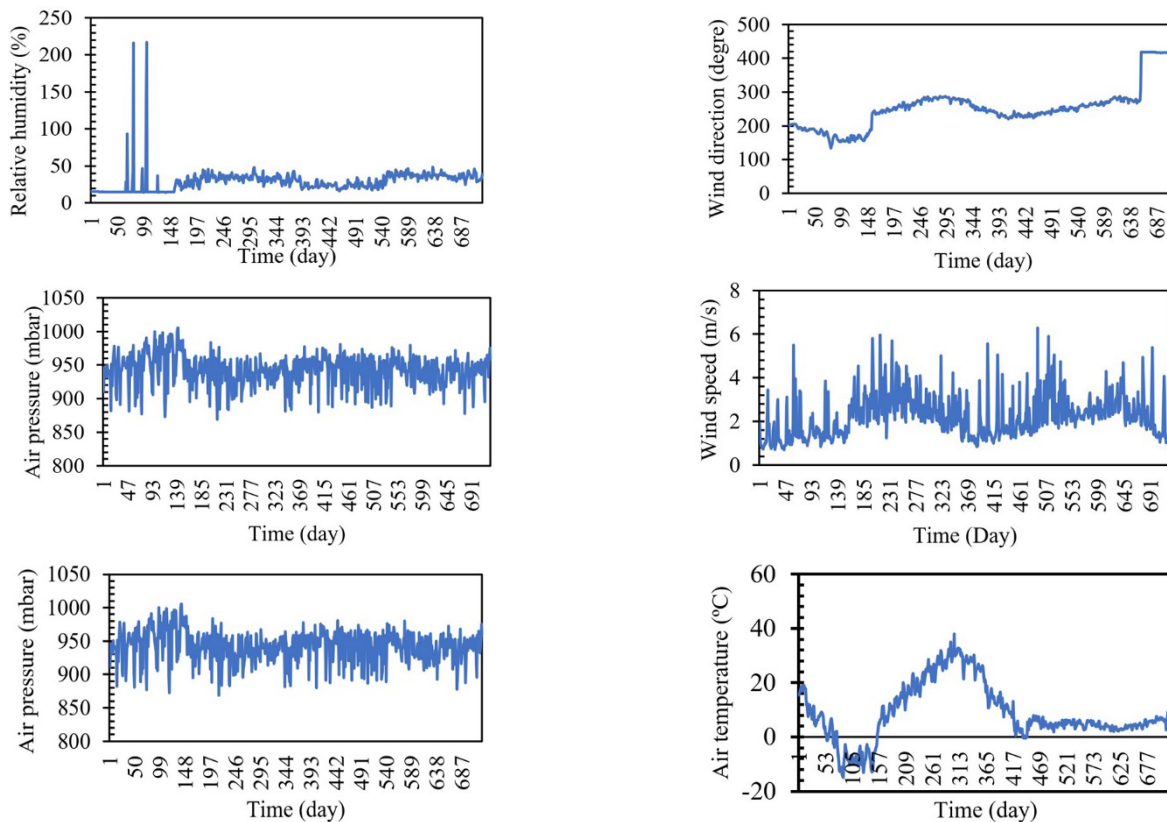 Relative humidity (%)
250
200
150
100
50
0
1 50 99 148 197 246 295 344 393 442 491 540 589 638 687
Time (day)
Wind direction (degre)
500
400
300
200
100
0
1 50 99 148 197 246 295 344 393 442 491 540 589 638 687
Time (day)
Air pressure (mbar)
1050
1000
950
900
850
800
1 47 93 139 185 231 277 323 369 415 461 507 553 599 645 691
Time (day)
Wind speed (m/s)
8
6
4
2
0
1 47 93 139 185 231 277 323 369 415 461 507 553 599 645 691
Time (Day)
Air pressure (mbar)
1050
1000
950
900
850
800
1 50 99 148 197 246 295 344 393 442 491 540 589 638 687
Time (day)
Air temperature (ºC)
60
40
20
0
-20
1 53 105 157 209 261 313 365 417 469 521 573 625 677
Time (day)